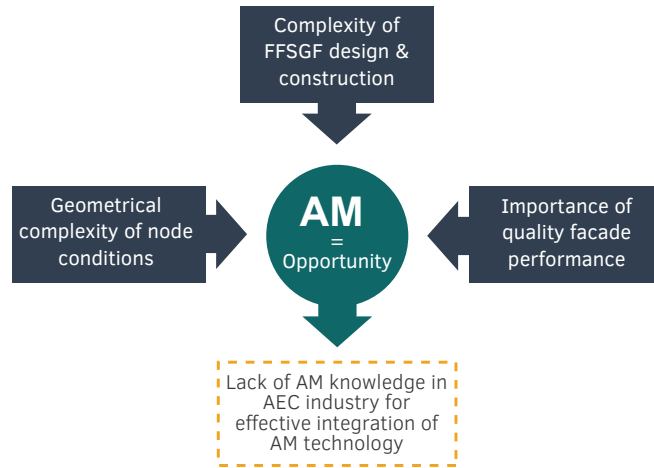 Complexity of
FFSGF design &
construction
Geometrical
complexity of node
conditions
AM
=
Opportunity
Importance of
quality facade
performance
Lack of AM knowledge in
AEC industry for
effective integration of
AM technology